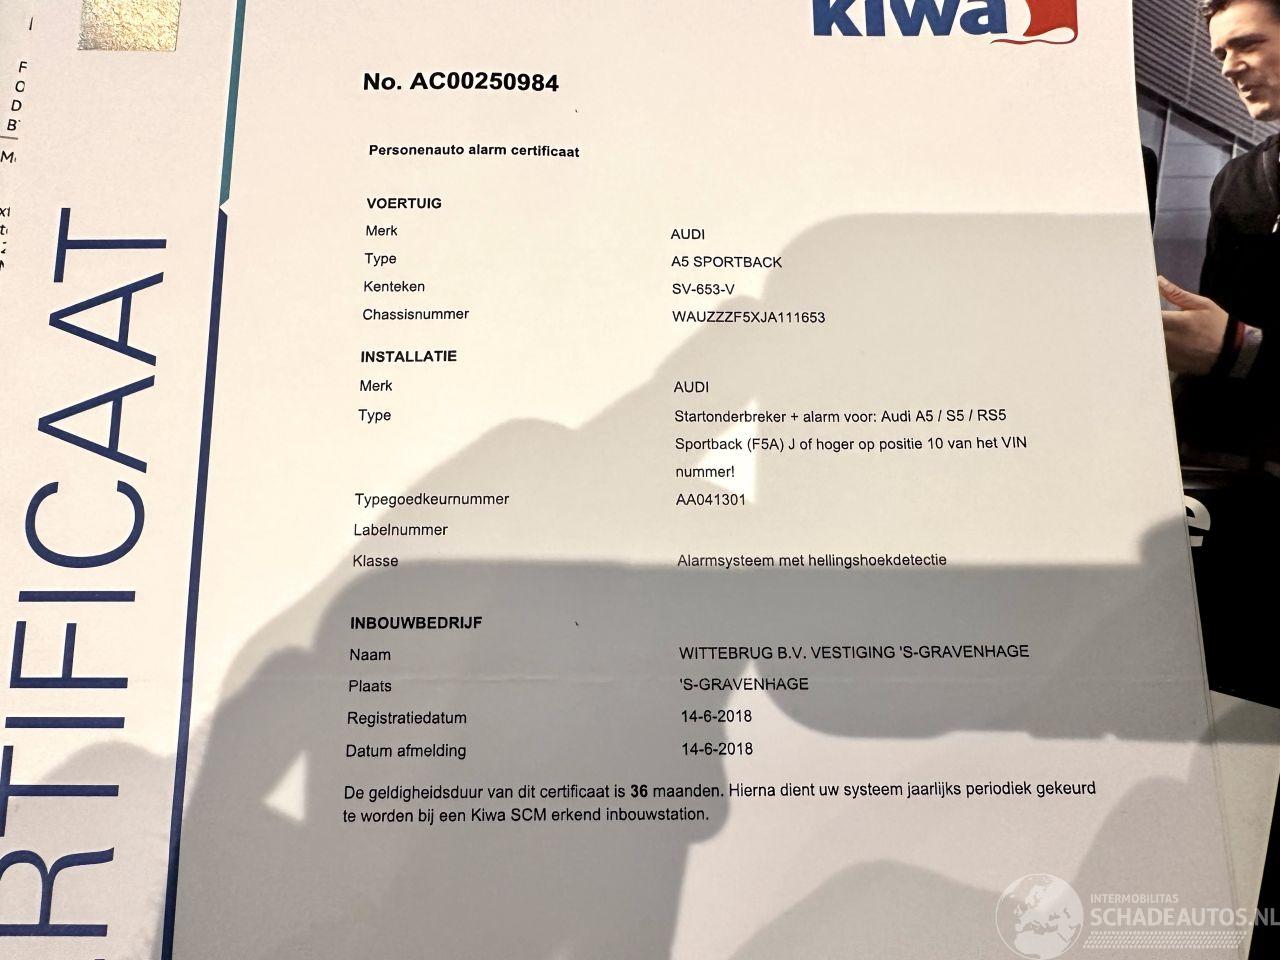 kiwa
No. AC00250984
Personenauto alarm certificaat
VOERTUIG
Merk AUDI
Type A5 SPORTBACK
Kenteken SV-653-V
Chassisnummer WAUZZZF5XJA111653
INSTALLATIE
Merk AUDI
Type Startonderbreker + alarm voor: Audi A5 / S5 / RS5
Sportback (F5A) J of hoger op positie 10 van het VIN
nummer!
Typegoedkeurnummer AA041301
Labelnummer
Klasse Alarmsysteem met hellingshoekdetectie
INBOUWBEDRIJF
Naam WITTEBRUG B.V. VESTIGING 'S-GRAVENHAGE
Plaats 'S-GRAVENHAGE
Registratiedatum 14-6-2018
Datum afmelding 14-6-2018
De geldigheidsduur van dit certificaat is 36 maanden. Hierna dient uw systeem jaarlijks periodiek gekeurd
te worden bij een Kiwa SCM erkend inbouwstation.
RTIFICAAT
INTERMOBILITAS
SCHADEAUTOS.NL